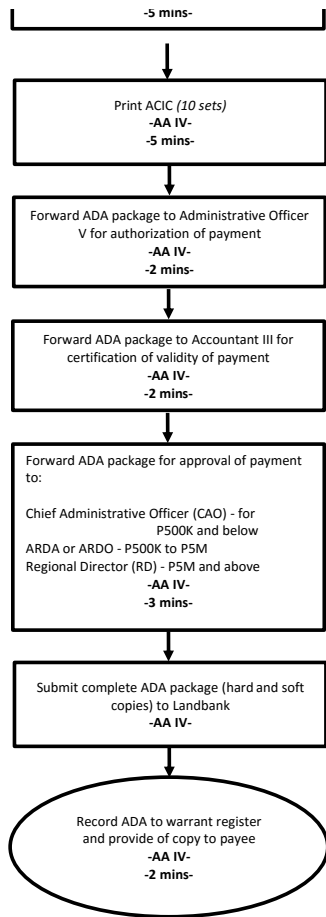 -5 mins-
Print ACIC (10 sets)
-AA IV-
-5 mins-
Forward ADA package to Administrative Officer
V for authorization of payment
-AA IV-
-2 mins-
Forward ADA package to Accountant III for
certification of validity of payment
-AA IV-
-2 mins-
Forward ADA package for approval of payment
to:
Chief Administrative Officer (CAO) - for
P500K and below
ARDA or ARDO - P500K to P5M
Regional Director (RD) - P5M and above
-AA IV-
-3 mins-
Submit complete ADA package (hard and soft
copies) to Landbank
-AA IV-
Record ADA to warrant register
and provide of copy to payee
-AA IV-
-2 mins-